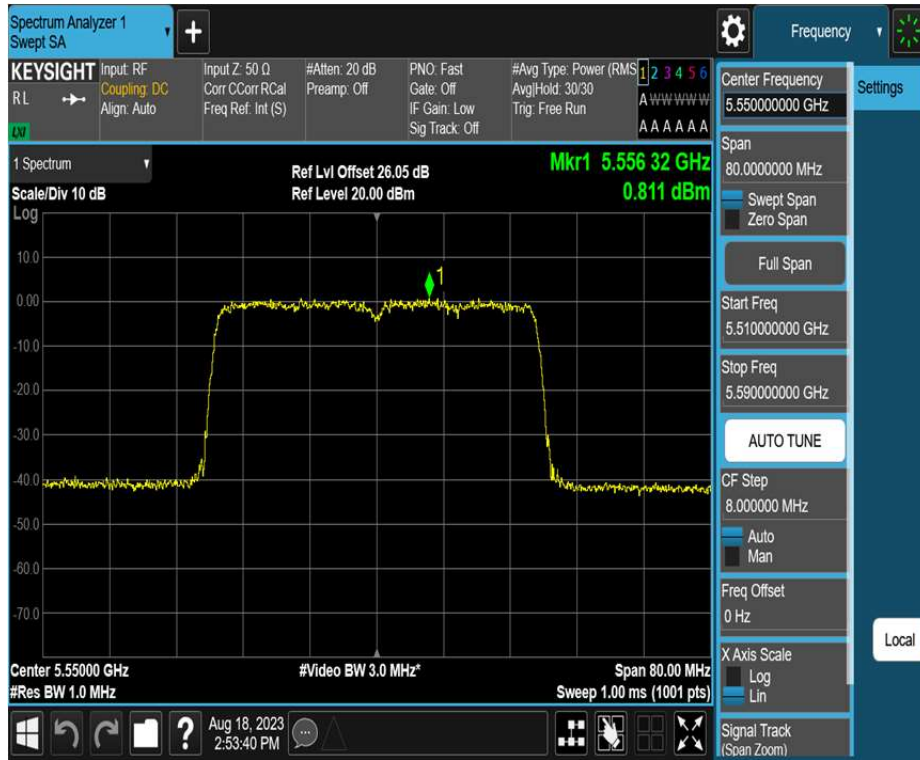 Spectrum Analyzer 1
Swept SA
+
Frequency
KEYSIGHT
R L
LXI
Input: RF
Coupling: DC
Align: Auto
Input Z: 50 Ω
Corr CCorr RCal
Freq Ref: Int (S)
#Atten: 20 dB
Preamp: Off
PNO: Fast
Gate: Off
IF Gain: Low
Sig Track: Off
#Avg Type: Power (RMS
Avg|Hold: 30/30
Trig: Free Run
1 2 3 4 5 6
A W W W W W
A A A A A A
1 Spectrum
Scale/Div 10 dB
Log
Ref Lvl Offset 26.05 dB
Ref Level 20.00 dBm
Mkr1 5.556 32 GHz
0.811 dBm
1
10.0
0.00
-10.0
-20.0
-30.0
-40.0
-50.0
-60.0
-70.0
Center 5.55000 GHz
#Res BW 1.0 MHz
#Video BW 3.0 MHz*
Span 80.00 MHz
Sweep 1.00 ms (1001 pts)
?
Aug 18, 2023
2:53:40 PM
Center Frequency
5.55000000 GHz
Span
80.0000000 MHz
Swept Span
Zero Span
Full Span
Start Freq
5.510000000 GHz
Stop Freq
5.590000000 GHz
AUTO TUNE
CF Step
8.000000 MHz
Auto
Man
Freq Offset
0 Hz
X Axis Scale
Log
Lin
Signal Track
(Span Zoom)
Settings
Local